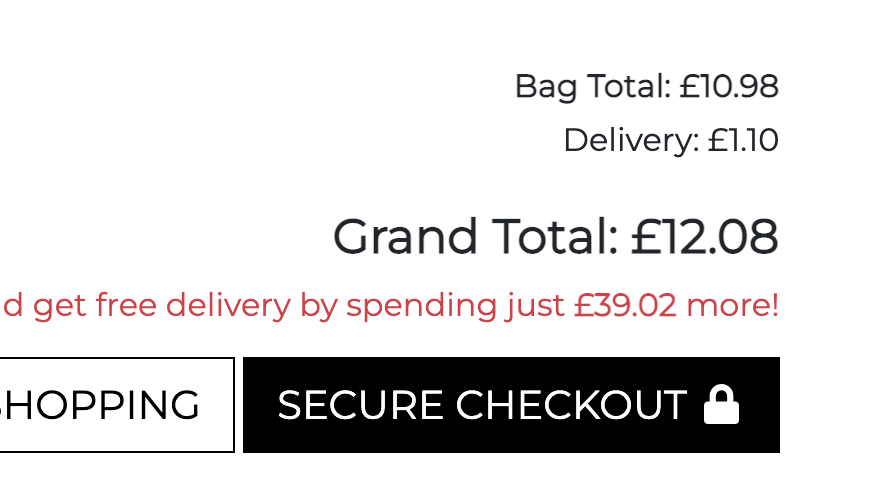 Bag Total: £10.98
Delivery: £1.10
Grand Total: £12.08
d get free delivery by spending just £39.02 more!
SHOPPING
SECURE CHECKOUT